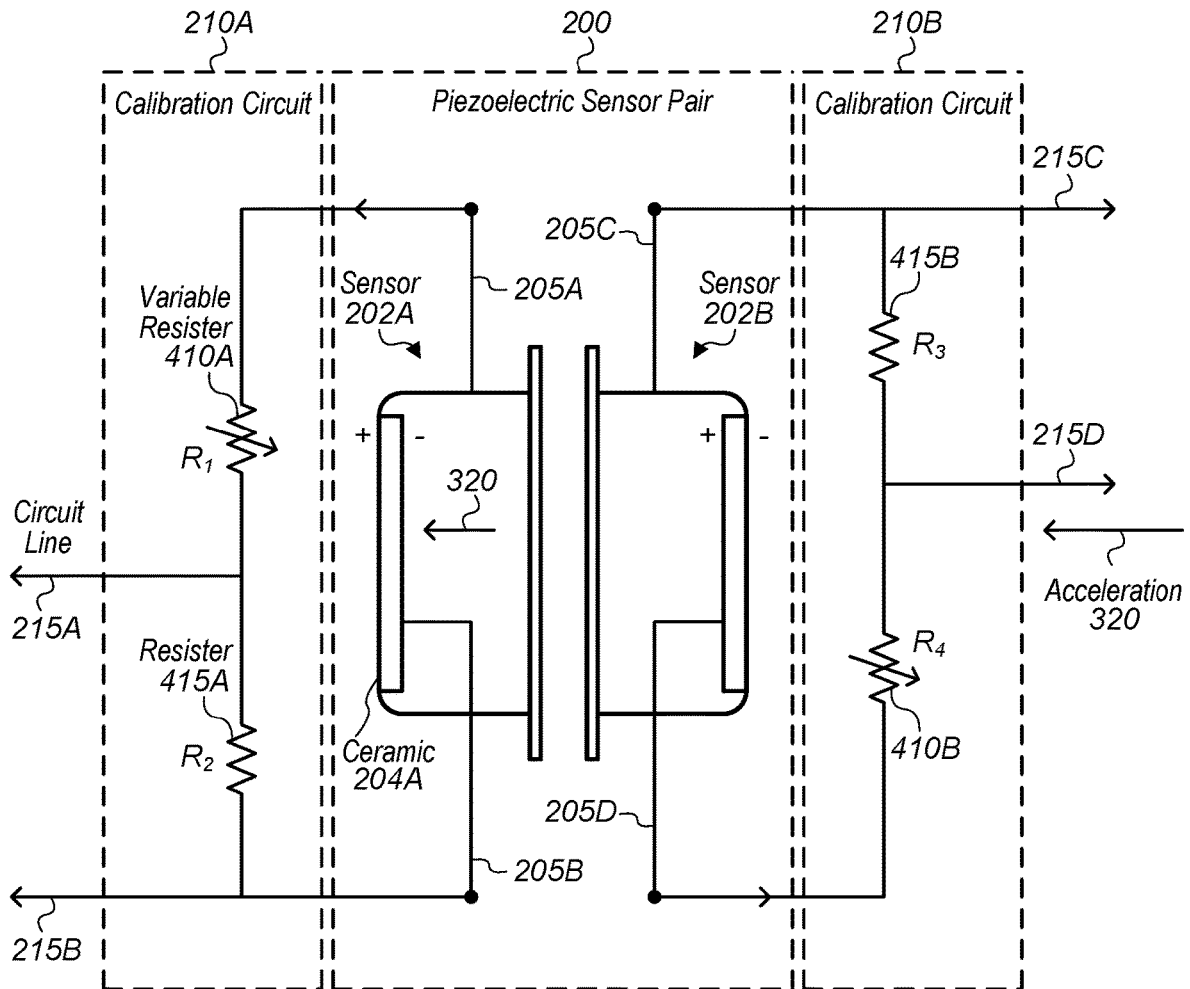 210A
200
210B
Calibration Circuit
Piezoelectric Sensor Pair
Calibration Circuit
215C
205C
415B
Sensor
202A
205A
Sensor
202B
Variable
Resister
410A
R3
+ -
+ -
215D
R1
320
Circuit
Line
Acceleration
320
215A
R4
Resister
415A
410B
R2
Ceramic
204A
205D
205B
215B